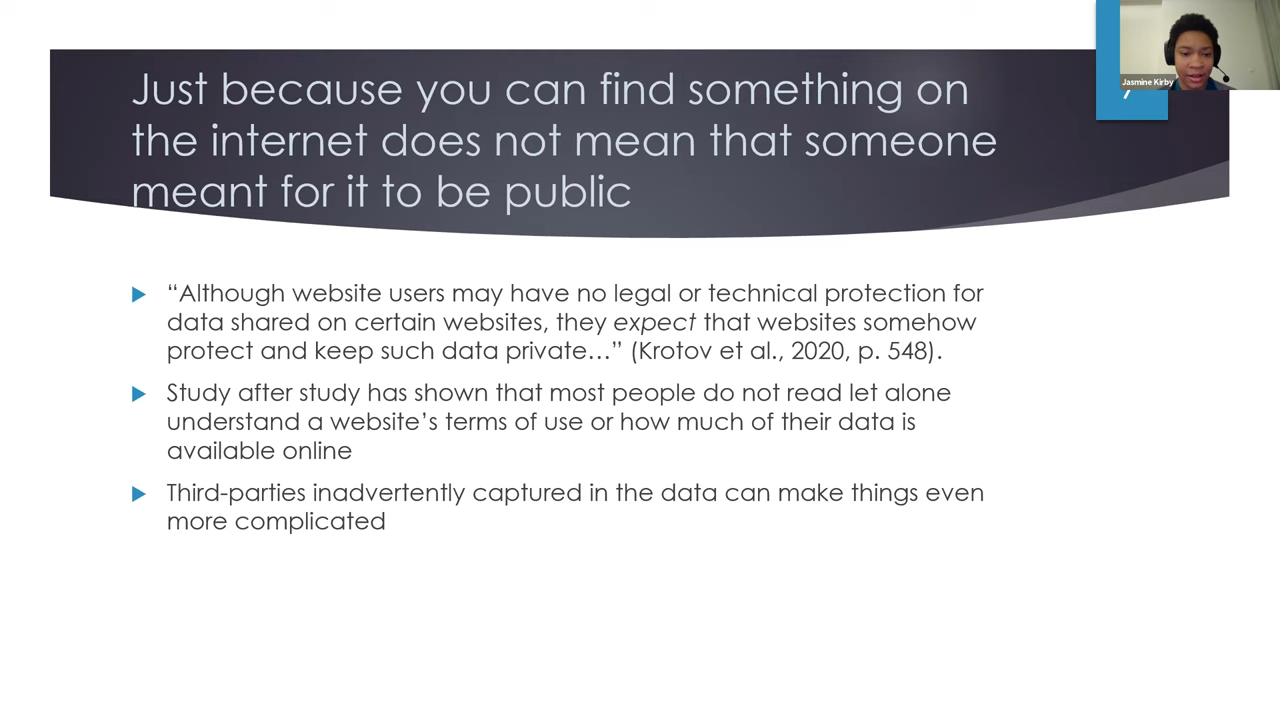 Just because you can find something on
the internet does not mean that someone
meant for it to be public
Jasmine Kirby
“Although website users may have no legal or technical protection for
data shared on certain websites, they expect that websites somehow
protect and keep such data private…” (Krotov et al., 2020, p. 548).
Study after study has shown that most people do not read let alone
understand a website’s terms of use or how much of their data is
available online
Third-parties inadvertently captured in the data can make things even
more complicated